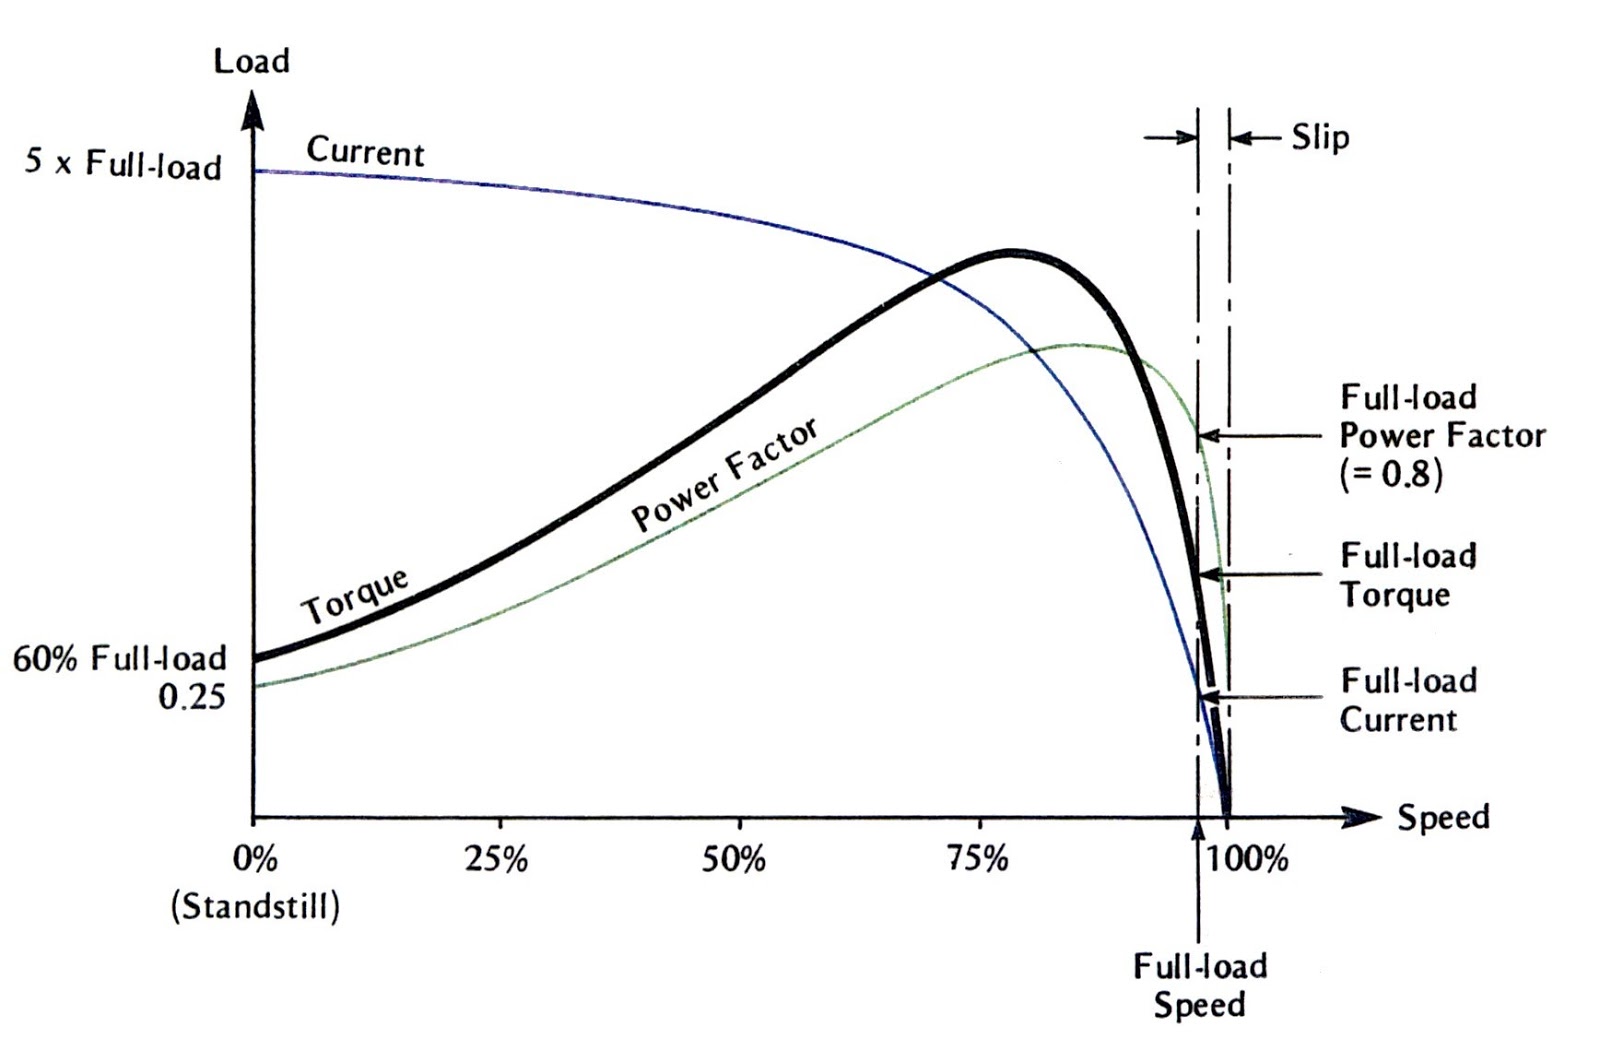 Load
5 x Full-load
Current
Slip
Full-load
Power Factor
(= 0.8)
Power Factor
Full-load
Torque
Torque
60% Full-load
0.25
Full-load
Current
Speed
0%
25%
50%
75%
100%
(Standstill)
Full-load
Speed